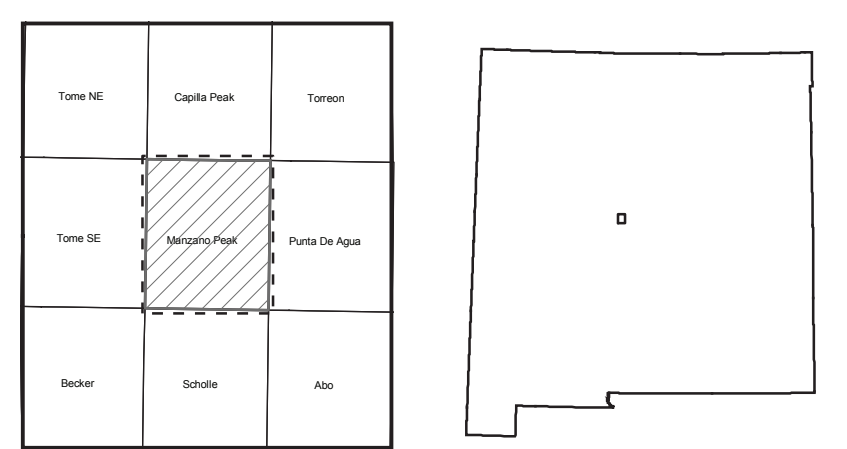 Tome NE
Capilla Peak
Torreon
Tome SE
Manzano Peak
Punta De Agua
Becker
Scholle
Abo